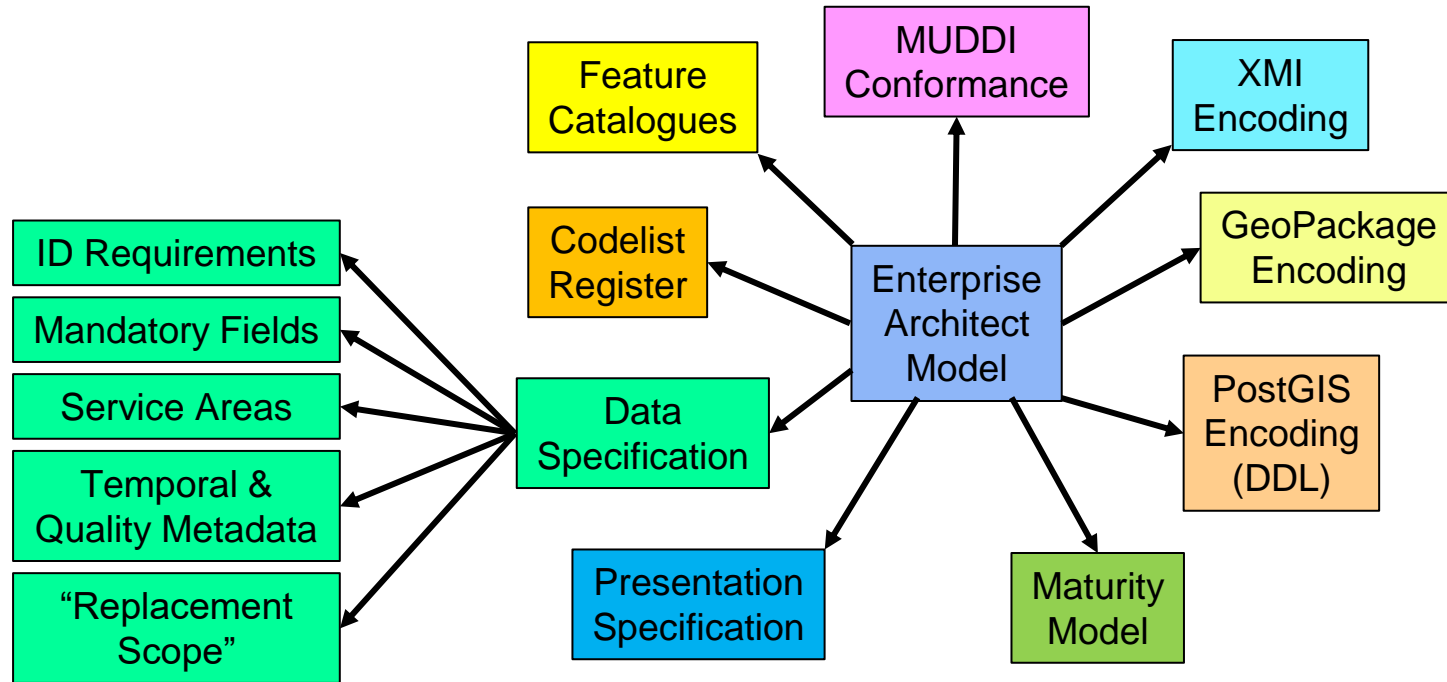 MUDDI
Conformance
Feature
Catalogues
XMI
Encoding
ID Requirements
Mandatory Fields
Service Areas
Temporal &
Quality Metadata
“Replacement
Scope”
Codelist
Register
Data
Specification
Enterprise
Architect
Model
GeoPackage
Encoding
PostGIS
Encoding
(DDL)
Presentation
Specification
Maturity
Model